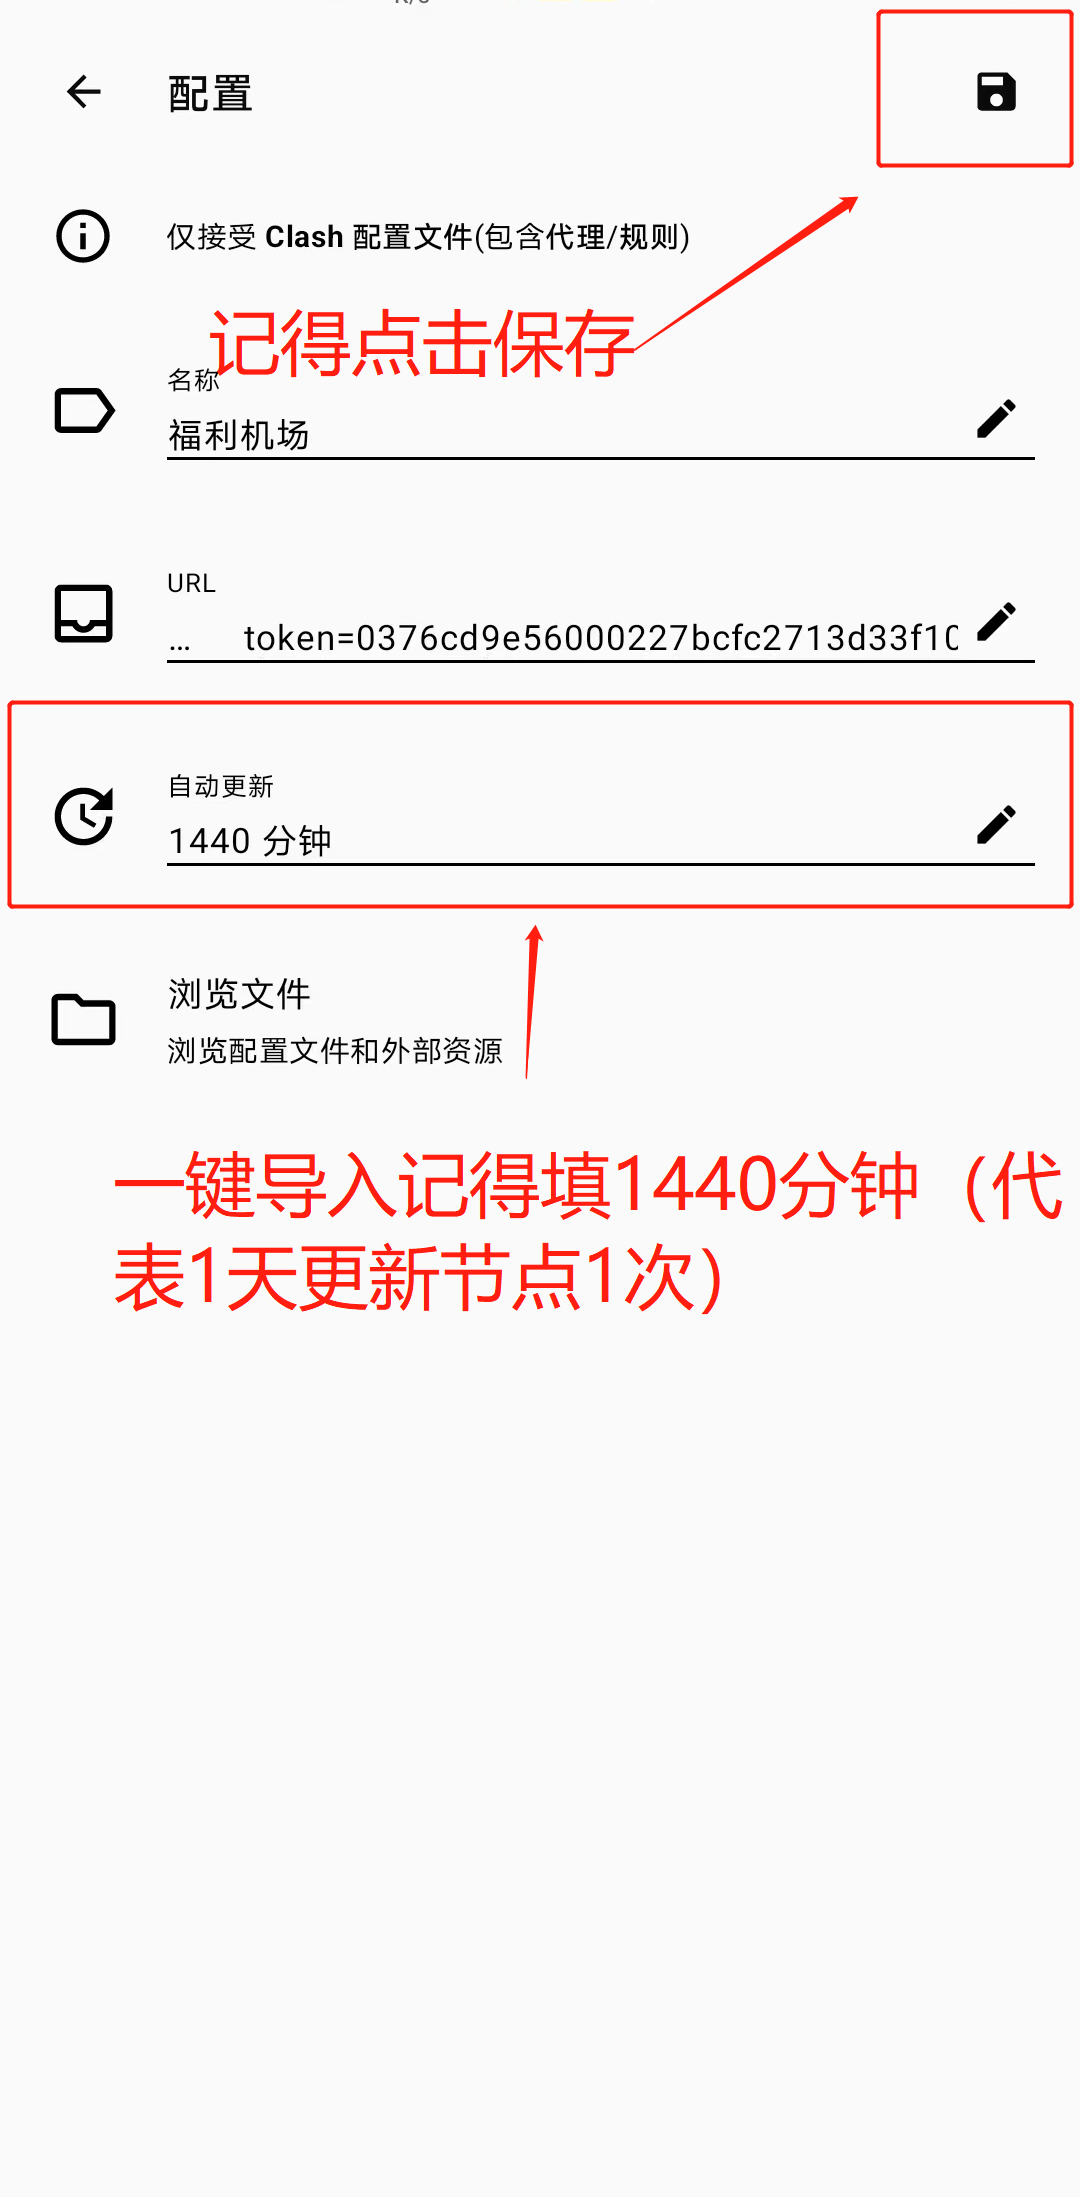 配置
仅接受 Clash 配置文件(包含代理/规则)
记得点击保存
名称
福利机场
URL
... token=0376cd9e56000227bcfc2713d33f10
自动更新
1440 分钟
浏览文件
浏览配置文件和外部资源
一键导入记得填1440分钟（代
表1天更新节点1次）